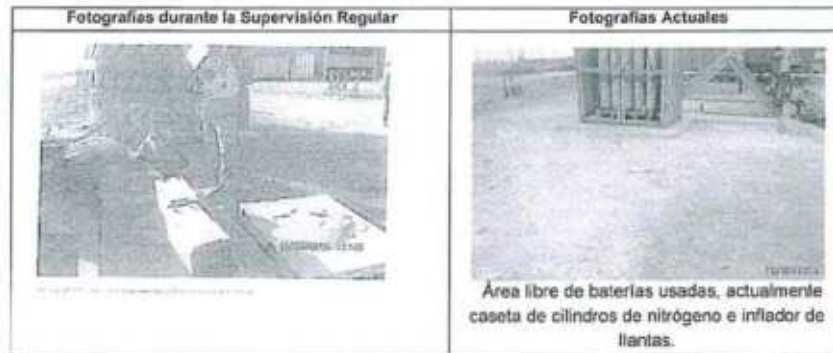 Fotografías durante la Supervisión Regular
Fotografías Actuales
Área libre de baterías usadas, actualmente
caseta de cilindros de nitrógeno e inflador de
llantas.